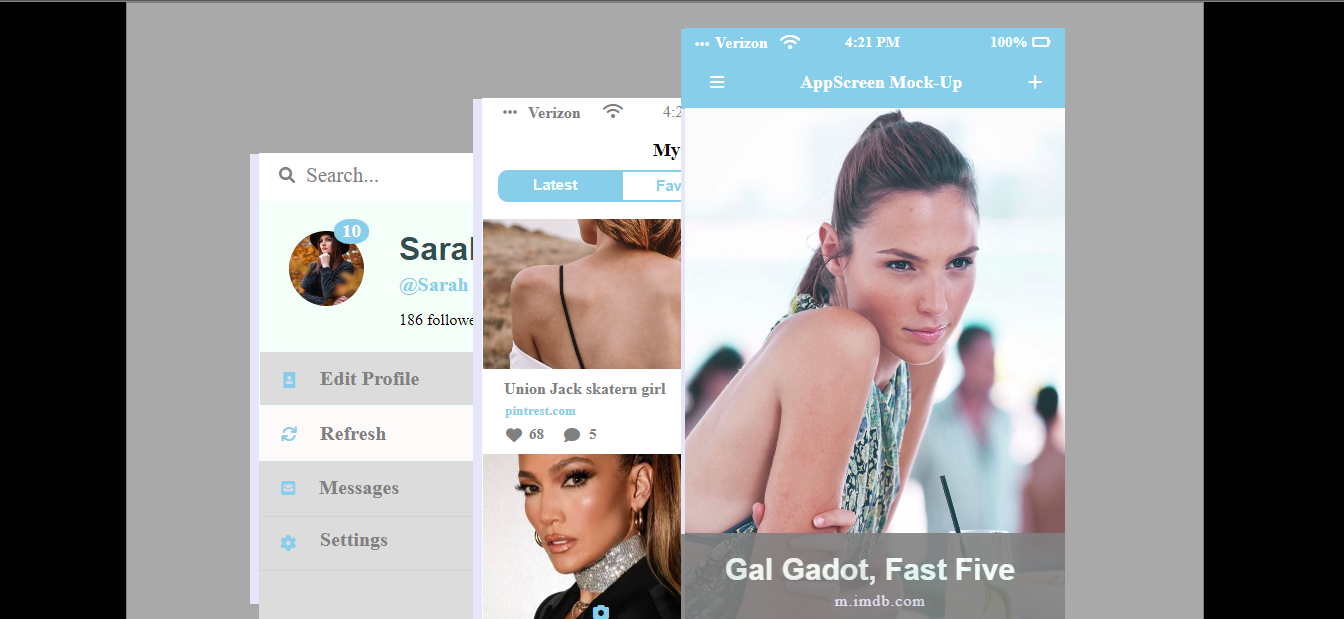 Search...
10
Sarah
@Sarah
186 followe
Edit Profile
Refresh
Messages
Settings
••• Verizon 4:2
My
Latest Fav
Union Jack skatern girl
pintrest.com
68 5
••• Verizon 4:21 PM 100%
AppScreen Mock-Up
Gal Gadot, Fast Five
m.imdb.com